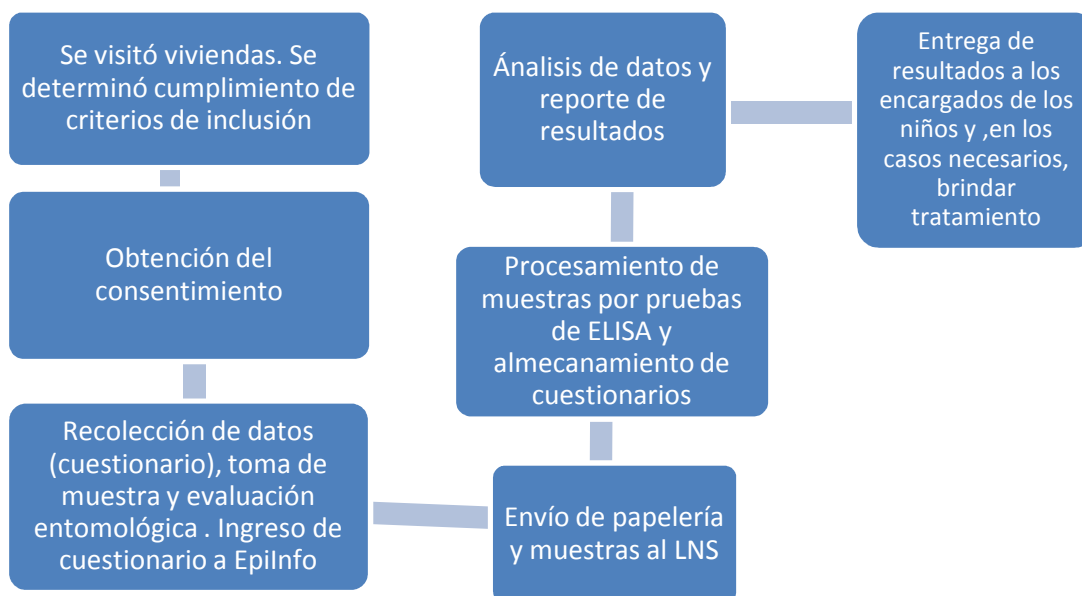 Se visitó viviendas. Se
determinó cumplimiento de
criterios de inclusión
Obtención del
consentimiento
Recolección de datos
(cuestionario), toma de
muestra y evaluación
entomológica . Ingreso de
cuestionario a EpiInfo
Envío de papelería
y muestras al LNS
Procesamiento de
muestras por pruebas
de ELISA y
almecanamiento de
cuestionarios
Ánalisis de datos y
reporte de
resultados
Entrega de
resultados a los
encargados de los
niños y ,en los
casos necesarios,
brindar
tratamiento